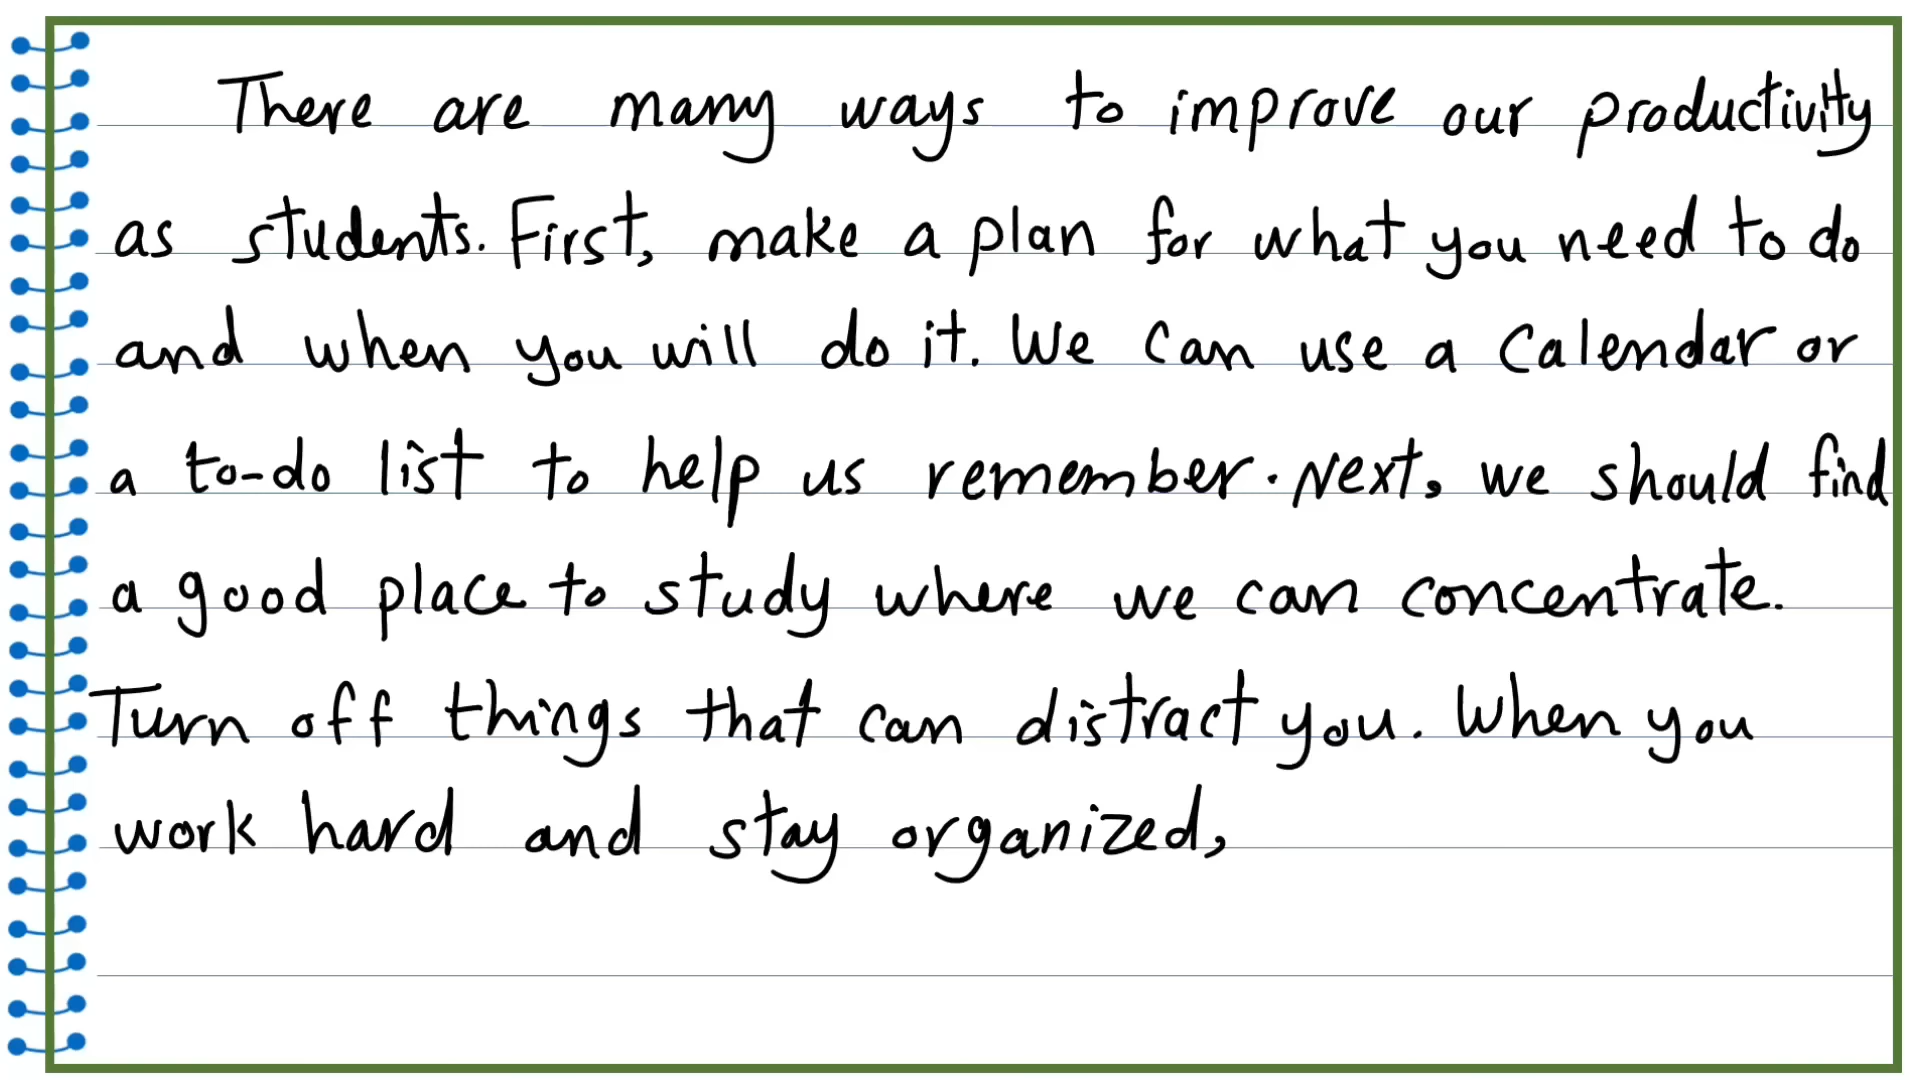 There are many ways to improve our productivity
as students. First, make a plan for what you need to do
and when you will do it. We can use a calendar or
a to-do list to help us remember. Next, we should find
a good place to study where we can concentrate.
Turn off things that can distract you. When you
work hard and stay organized,